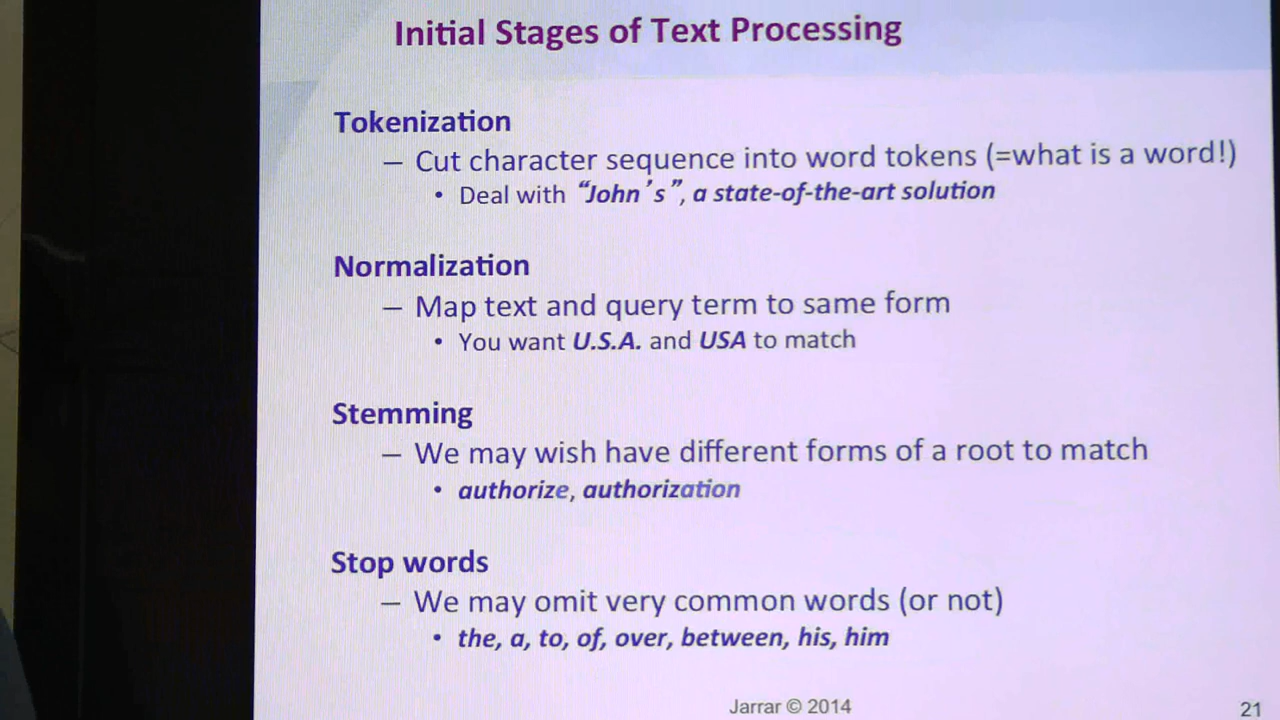 Initial Stages of Text Processing
Tokenization
– Cut character sequence into word tokens (=what is a word!)
• Deal with “John’s”, a state-of-the-art solution
Normalization
– Map text and query term to same form
• You want U.S.A. and USA to match
Stemming
– We may wish have different forms of a root to match
• authorize, authorization
Stop words
– We may omit very common words (or not)
• the, a, to, of, over, between, his, him
Jarrar © 2014
21